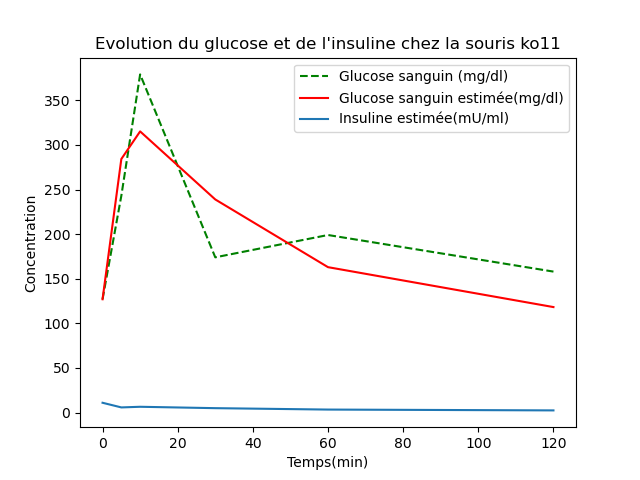 Evolution du glucose et de l'insuline chez la souris ko11
Glucose sanguin (mg/dl)
Glucose sanguin estimée(mg/dl)
Insuline estimée(mU/ml)
Concentration
350
300
250
200
150
100
50
0
0 20 40 60 80 100 120
Temps(min)